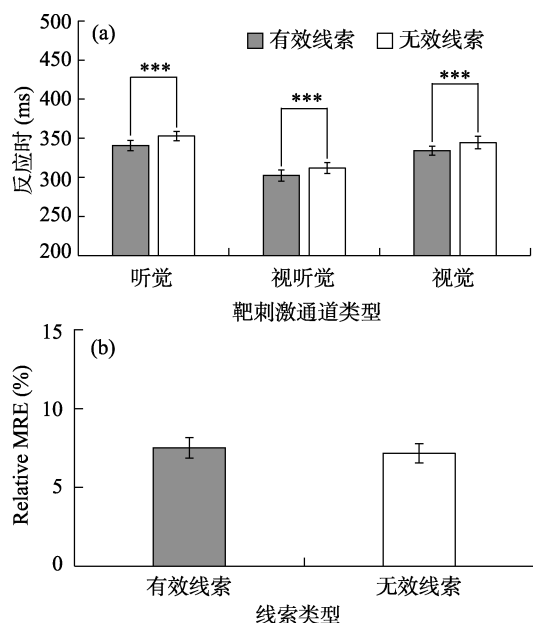 (a)
有效线索 无效线索
500
450
400
350
300
250
200
反应时 (ms)
*** *** ***
听觉 视听觉 视觉
靶刺激通道类型
(b)
15
10
5
0
Relative MRE (%)
有效线索 无效线索
线索类型